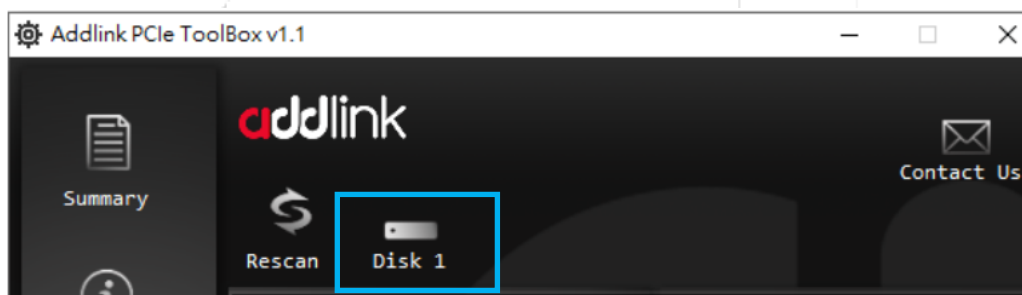 Addlink PCIe ToolBox v1.1
addlink
Contact Us
Summary
Rescan
Disk 1